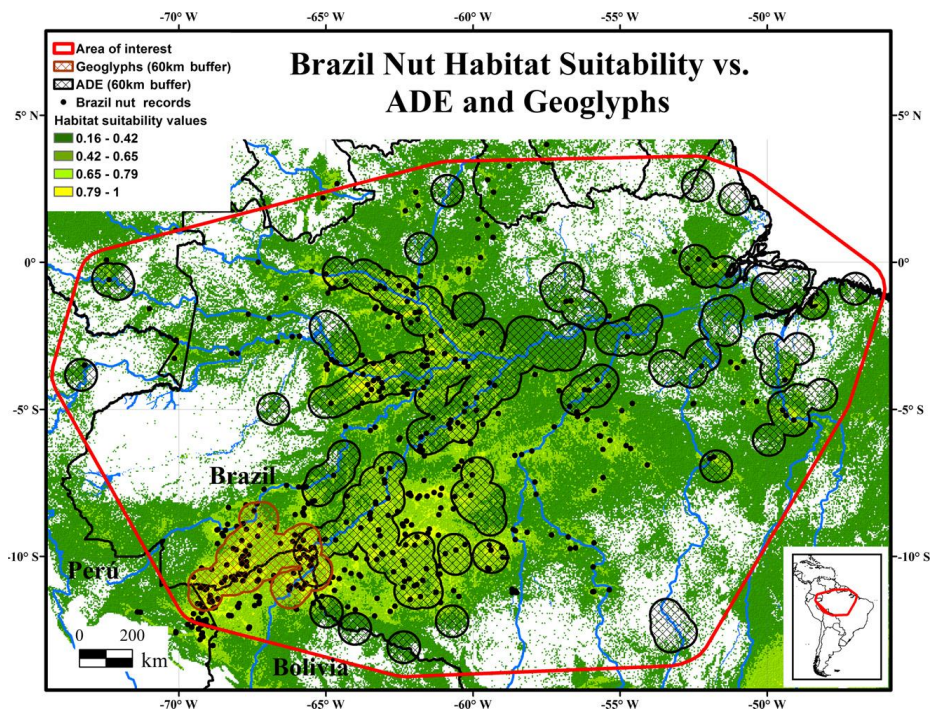 -70° W
-65° W
-60° W
-55° W
-50° W
Area of interest
Geoglyphs (60km buffer)
ADE (60km buffer)
Brazil nut records
Habitat suitability values
0.16 - 0.42
0.42 - 0.65
0.65 - 0.79
0.79 - 1
Brazil Nut Habitat Suitability vs.
ADE and Geoglyphs
5° N
5° N
0°
0°
-5° S
-5° S
Brazil
-10° S
-10° S
Perú
0 200
km
Bolivia
-70° W
-65° W
-60° W
-55° W
-50° W